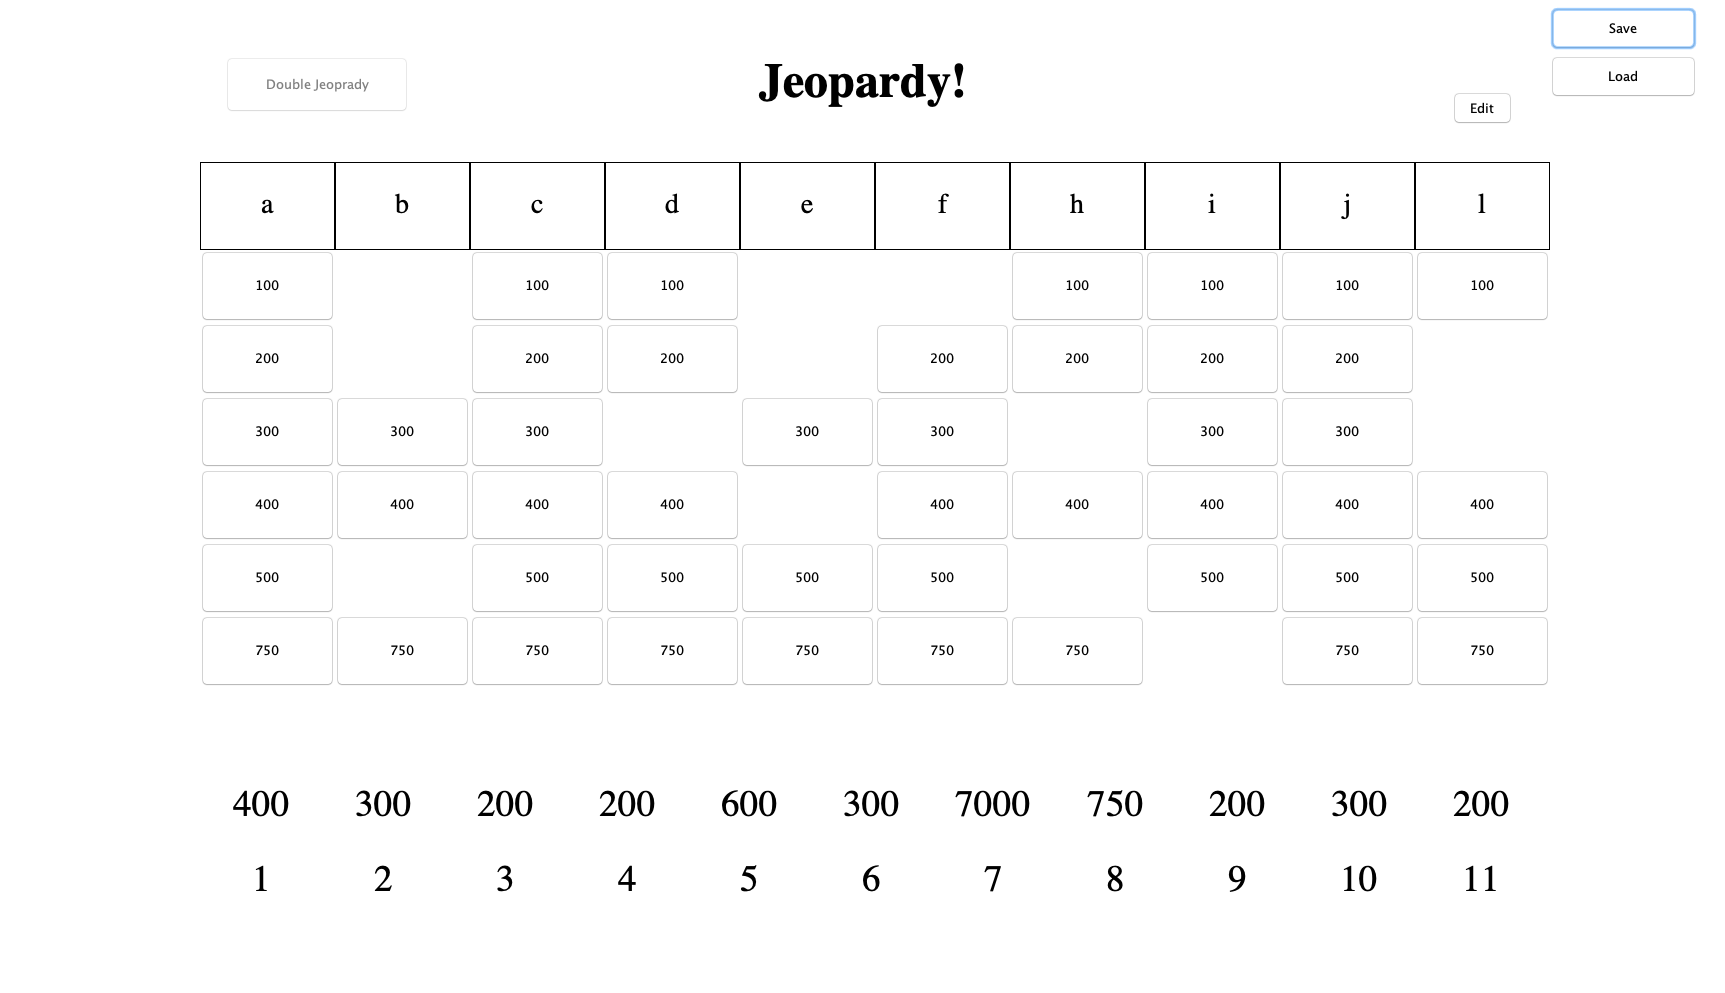 Save
Double Jeoprady Jeopardy! Load
Edit
a b c d e f h i j l
100 100 100 100 100 100 100
200 200 200 200 200 200 200
300 300 300 300 300 300 300
400 400 400 400 400 400 400 400 400
500 500 500 500 500 500 500 500
750 750 750 750 750 750 750 750 750
400 300 200 200 600 300 7000 750 200 300 200
1 2 3 4 5 6 7 8 9 10 11